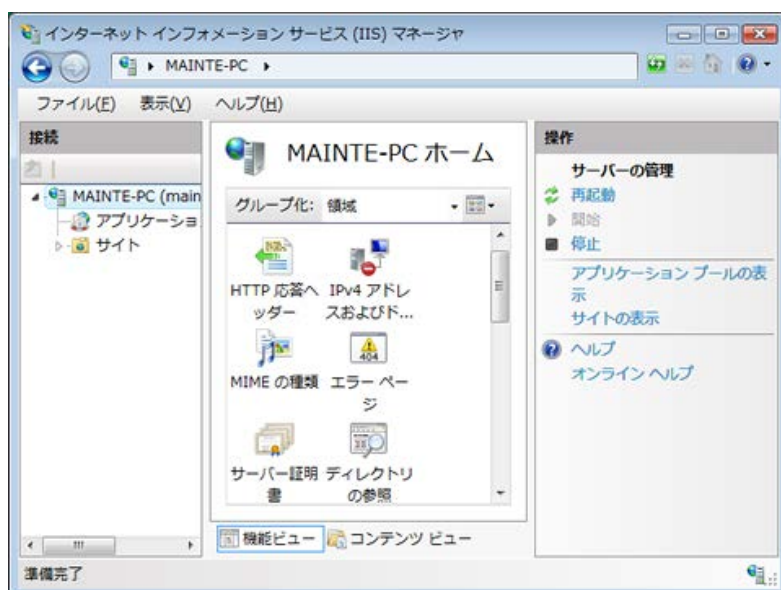 インターネット インフォメーション サービス (IIS) マネージャ
MAINTE-PC
ファイル(F) 表示(V) ヘルプ(H)
接続
MAINTE-PC (main
アプリケーショ
サイト
MAINTE-PC ホーム
グループ化: 領域
HTTP 応答ヘ
ッダー
IPv4 アドレ
スおよびド...
MIME の種類
404
エラー ペー
ジ
サーバー証明
書
ディレクトリ
の参照
機能ビュー
コンテンツ ビュー
操作
サーバーの管理
再起動
開始
停止
アプリケーション プールの表
示
サイトの表示
ヘルプ
オンライン ヘルプ
準備完了